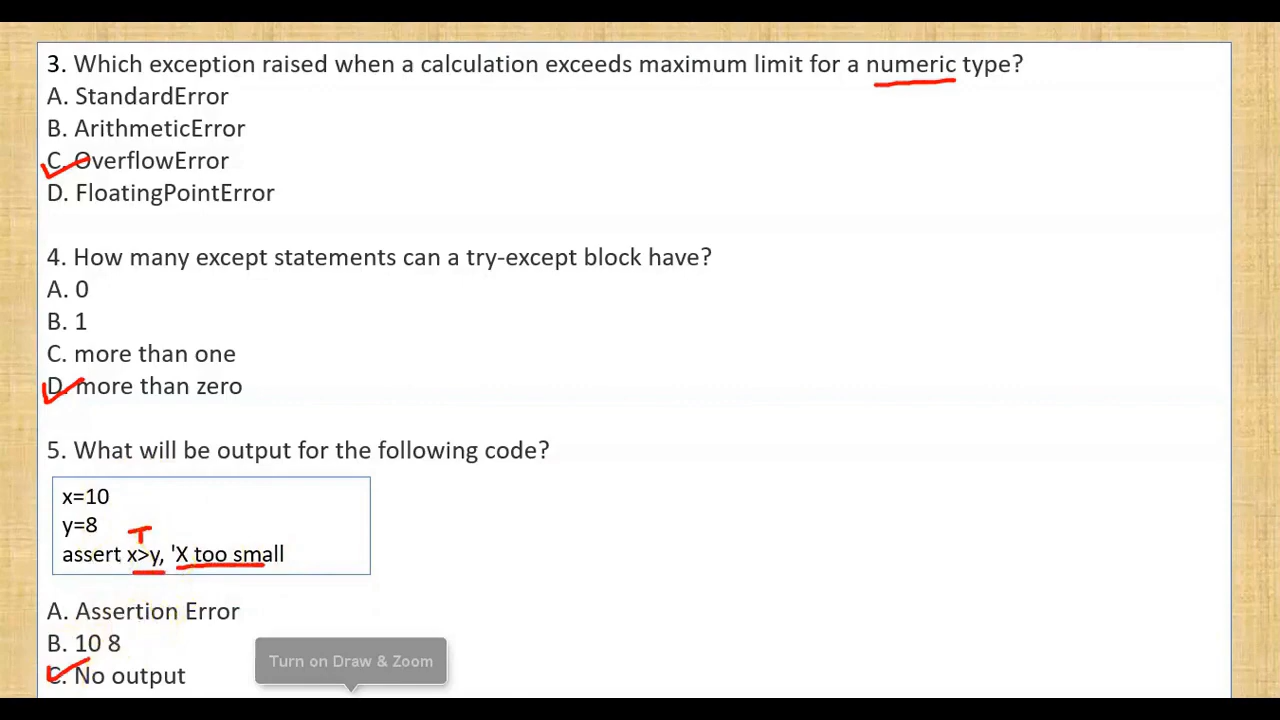 3. Which exception raised when a calculation exceeds maximum limit for a numeric type?
A. StandardError
B. ArithmeticError
C. OverflowError
D. FloatingPointError
4. How many except statements can a try-except block have?
A. 0
B. 1
C. more than one
D. more than zero
5. What will be output for the following code?
x=10
y=8
T
assert x>y, 'X too small
A. Assertion Error
B. 10 8
Turn on Draw & Zoom
C. No output